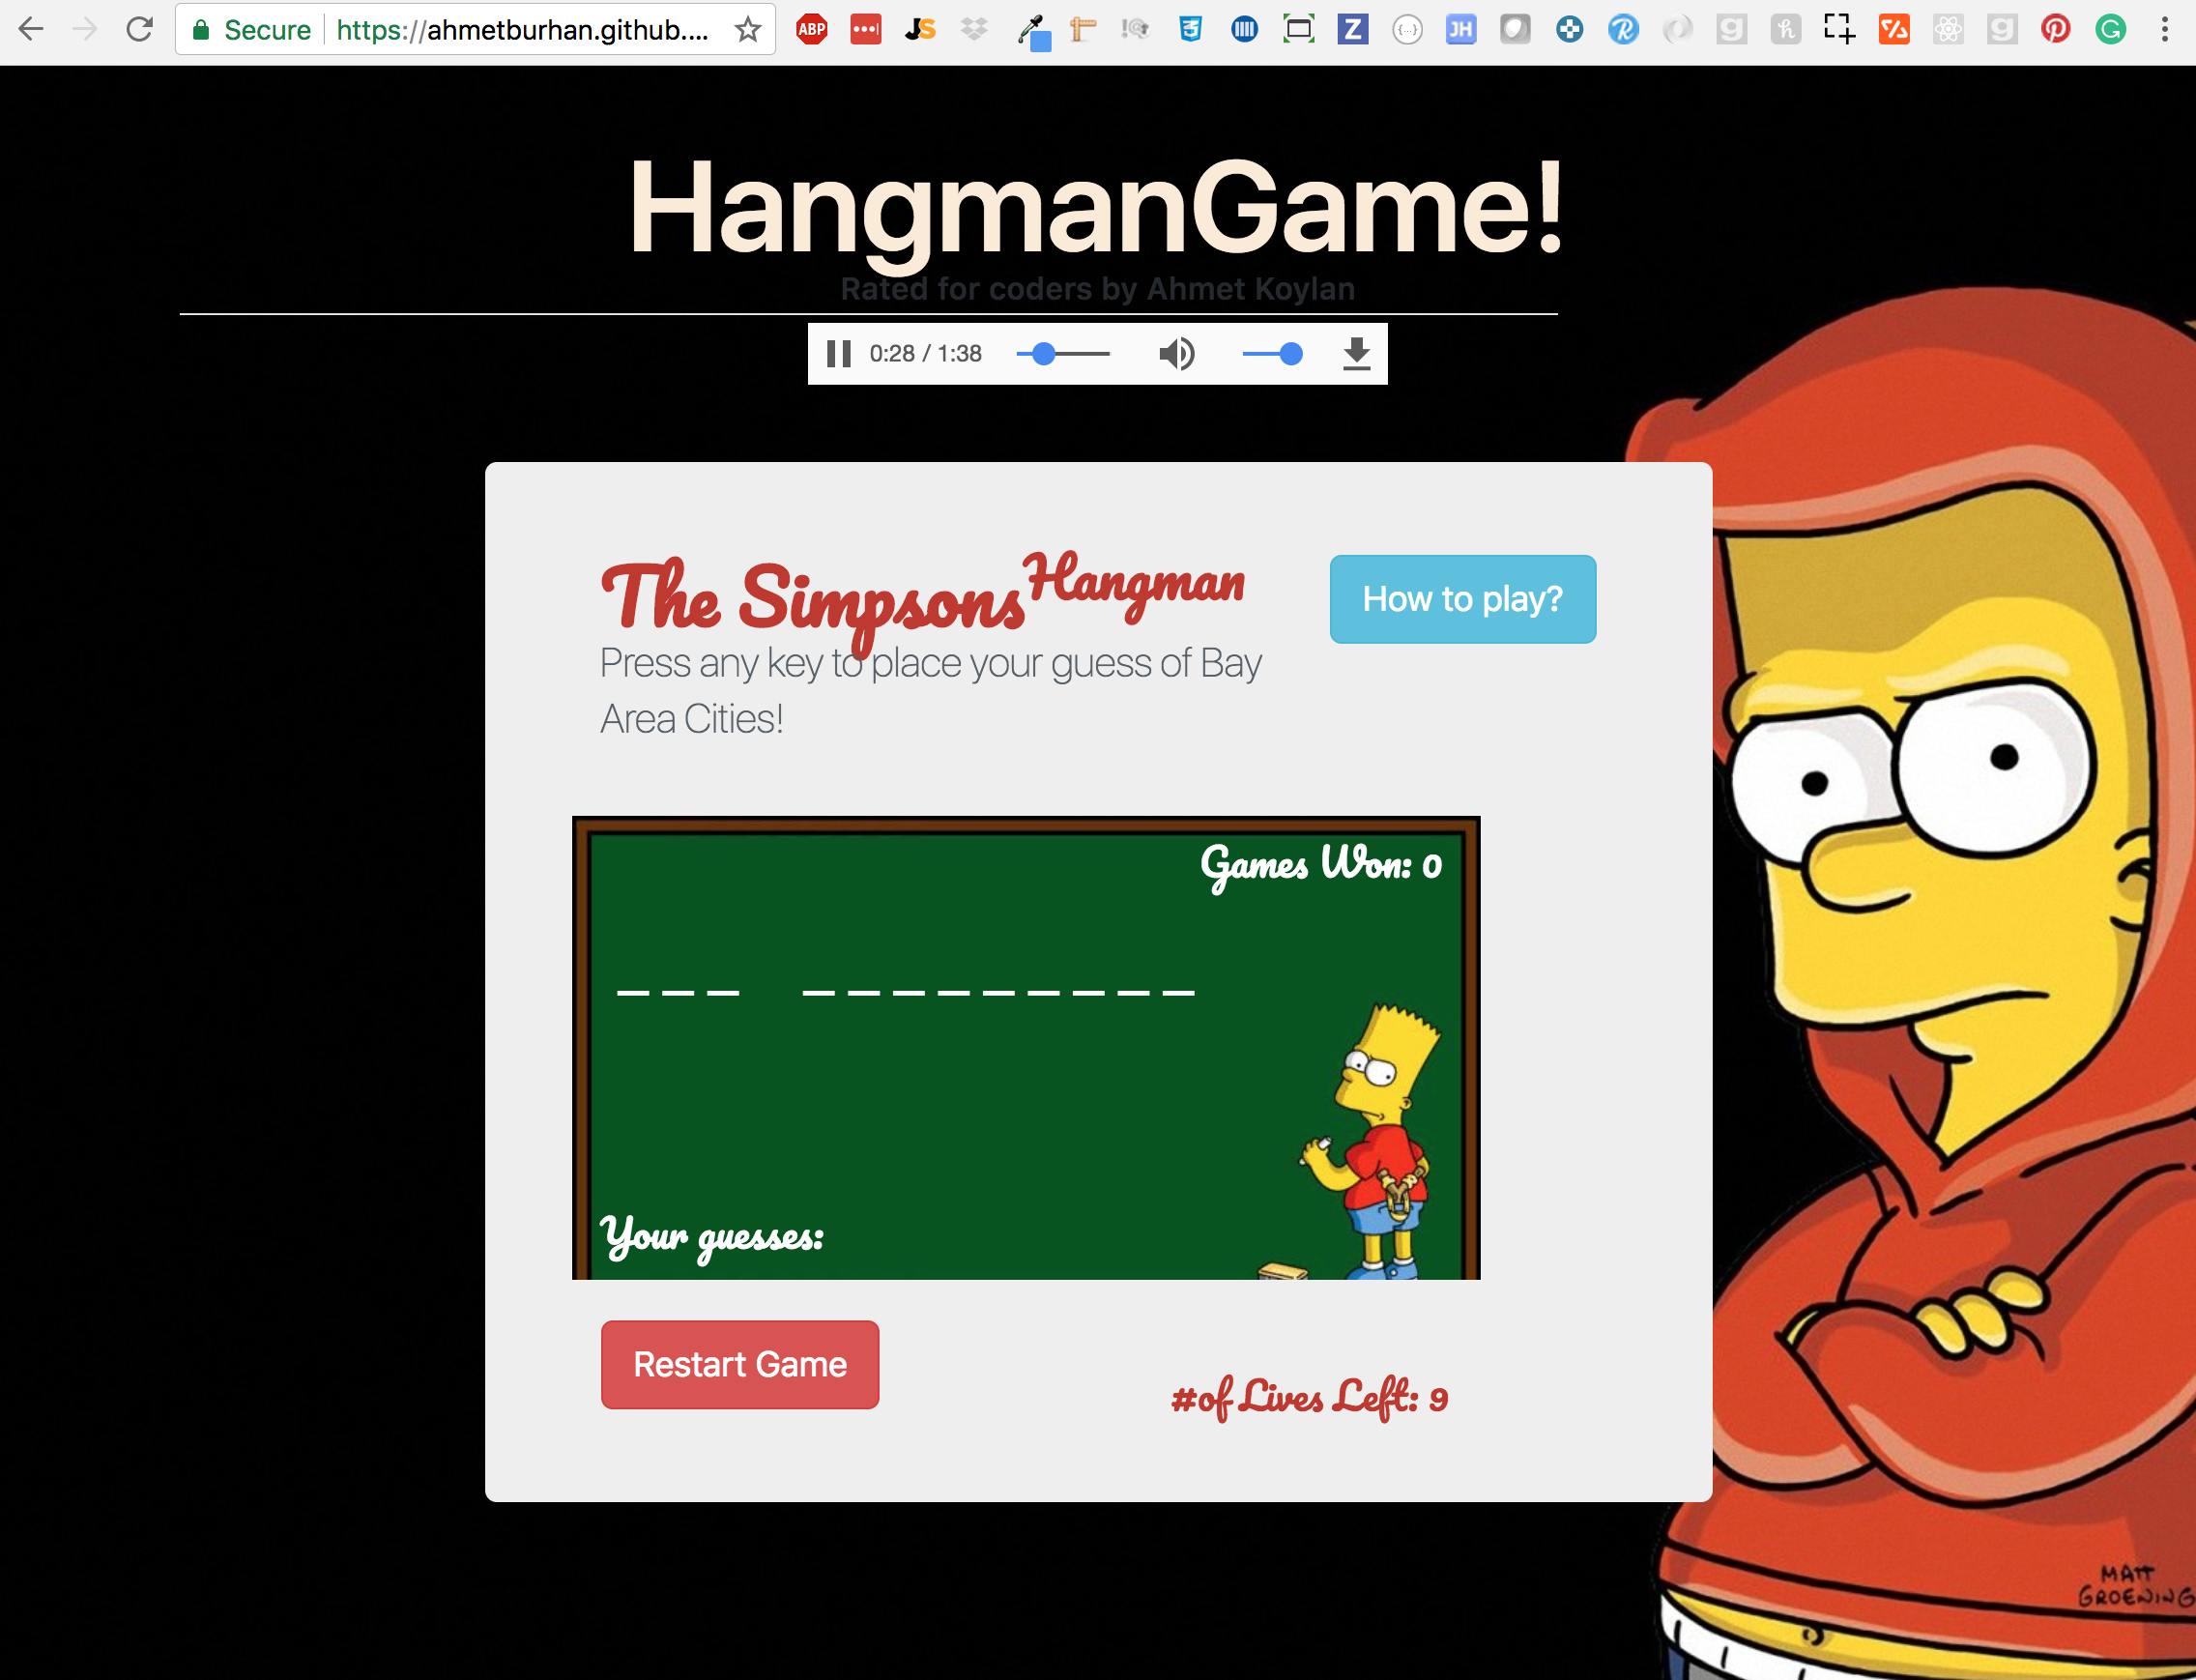 Secure https://ahmetburhan.github....
ABP JS Z {...} JH R g h g
HangmanGame!
Rated for coders by Ahmet Koylan
0:28 / 1:38
The Simpsons Hangman
How to play?
Press any key to place your guess of Bay
Area Cities!
Games Won: 0
_ _ _  _ _ _ _ _ _ _ _ _
Your guesses:
Restart Game
#of Lives Left: 9
MATT
GROENING